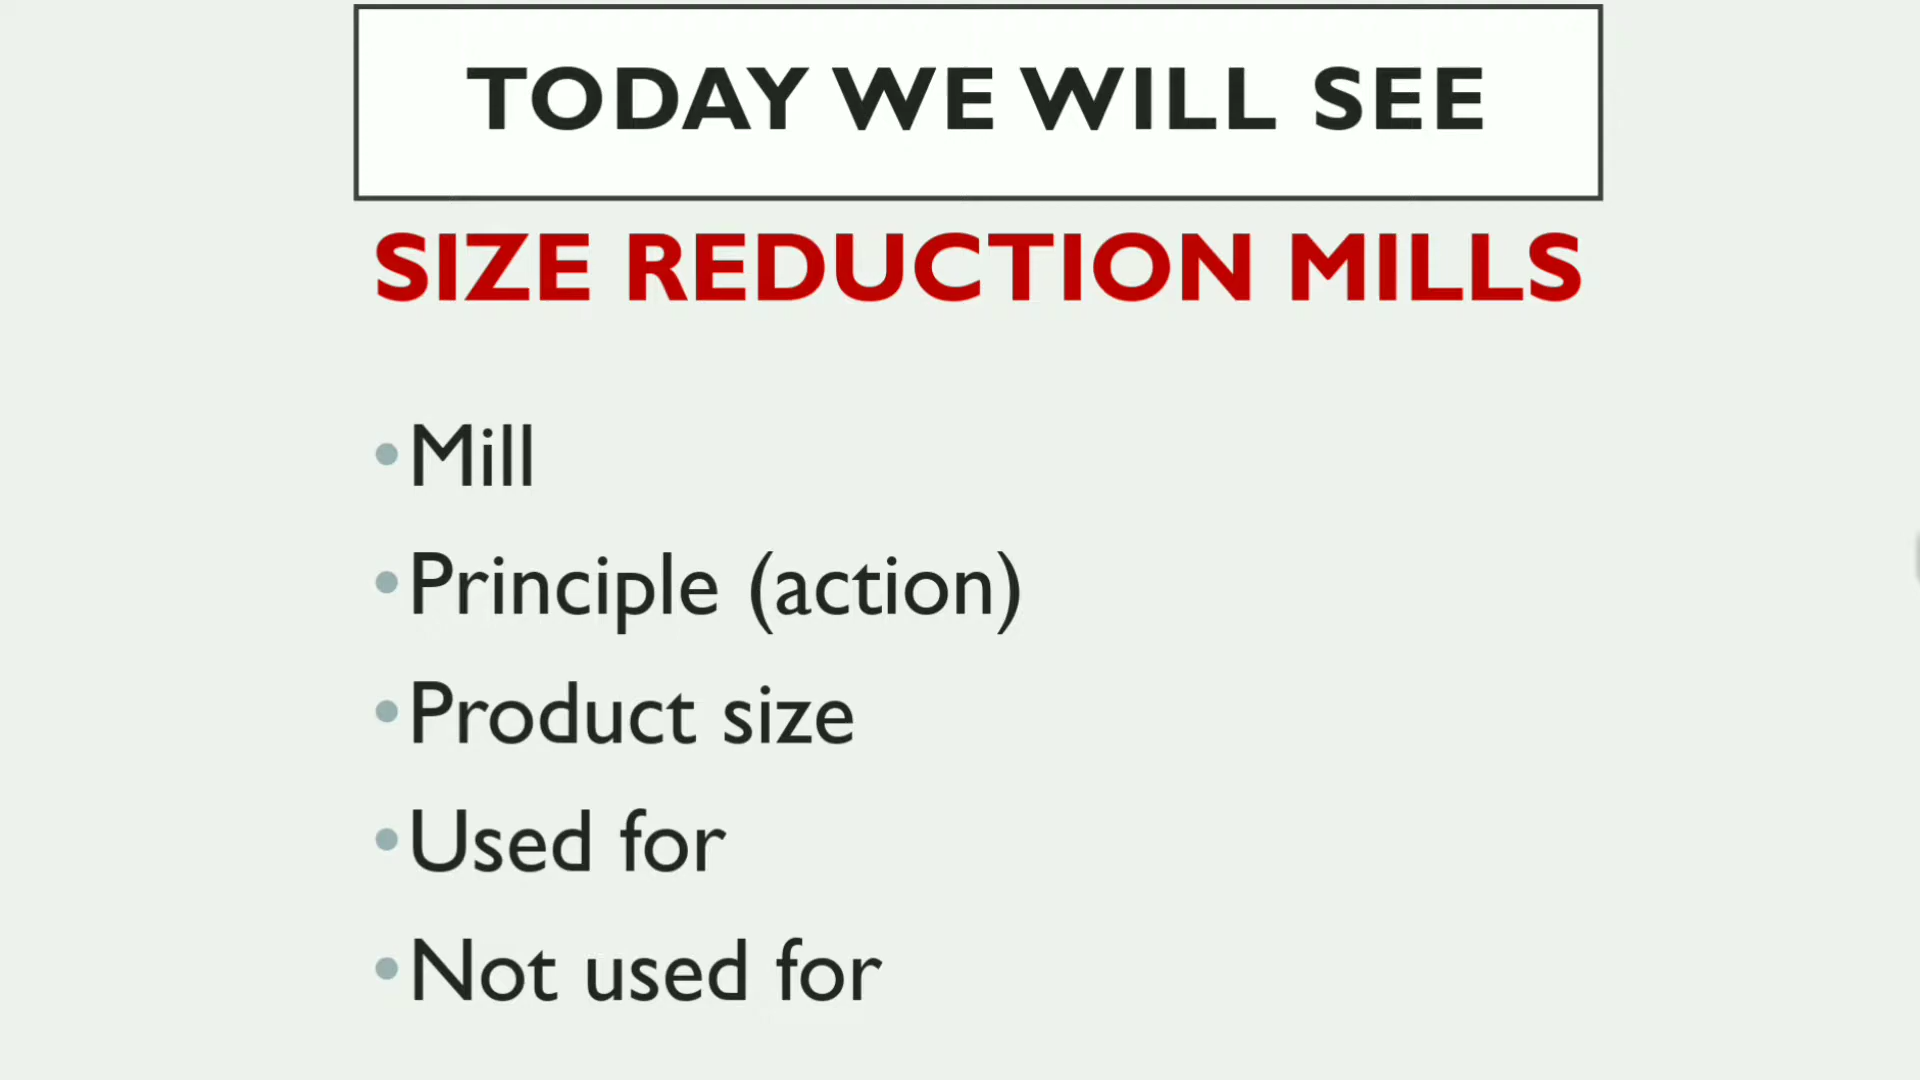 TODAY WE WILL SEE
SIZE REDUCTION MILLS
•Mill
•Principle (action)
•Product size
•Used for
•Not used for